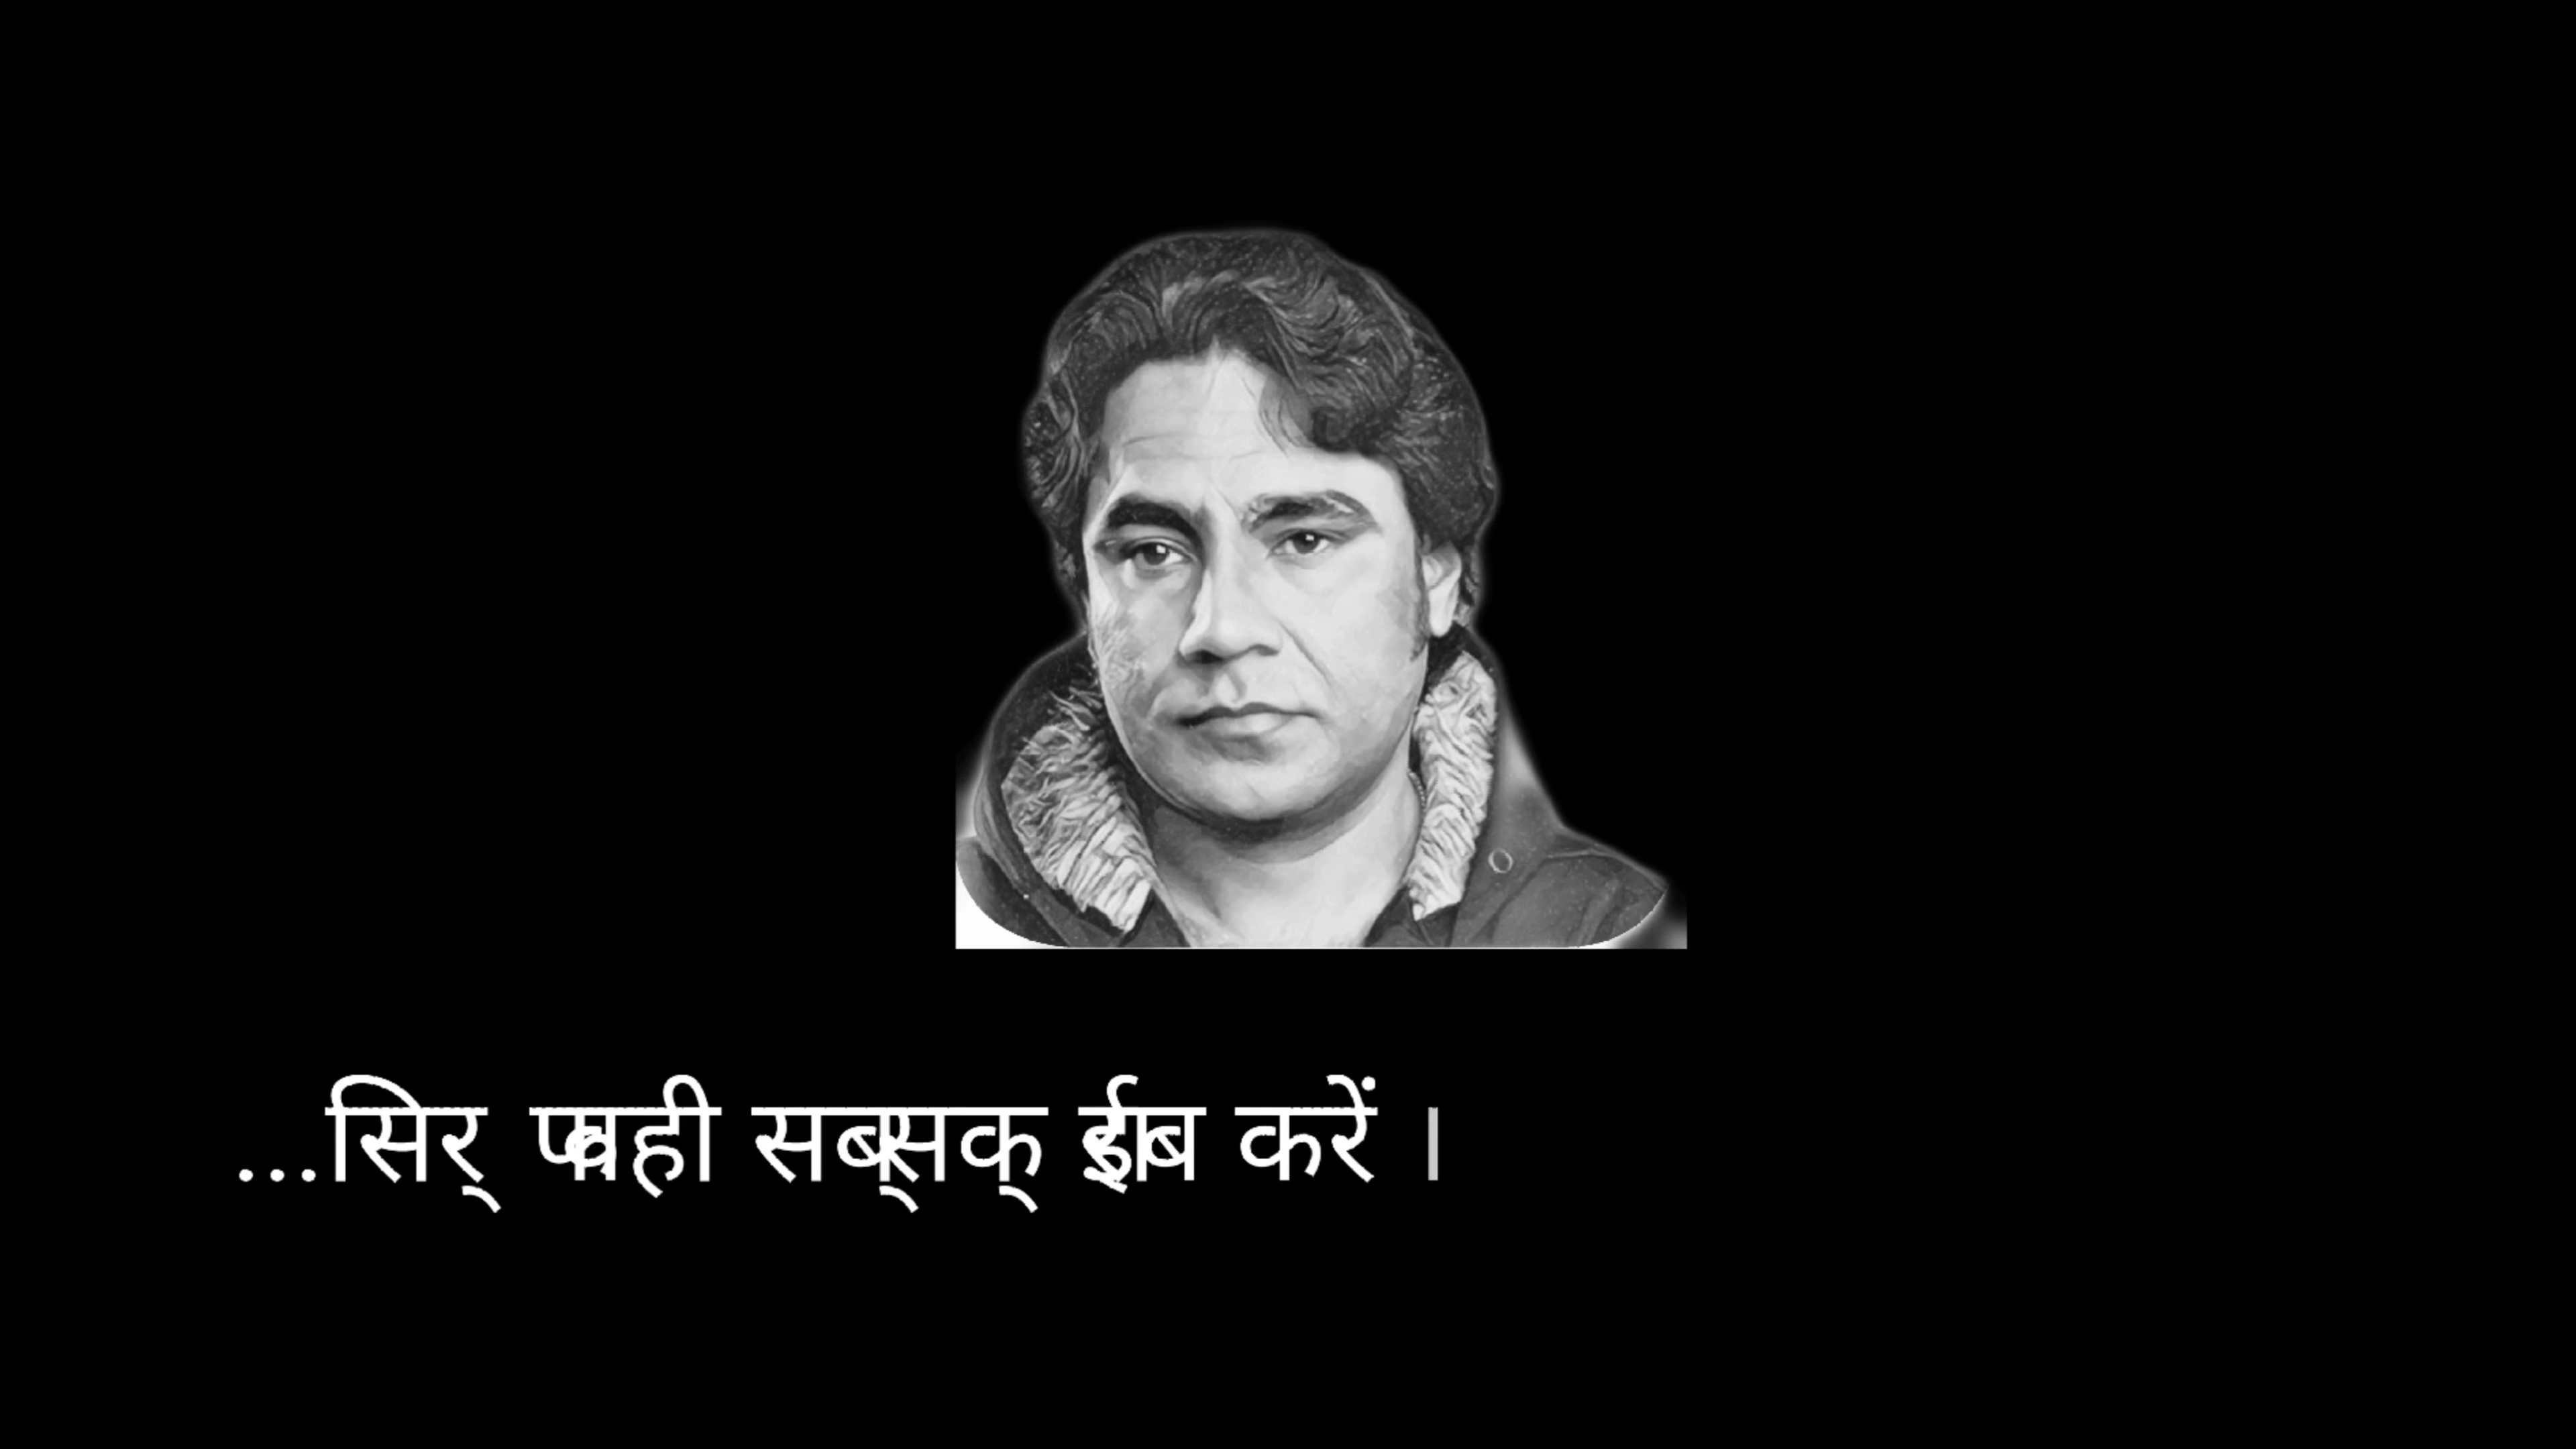 ...सिर् फ वही सब्सक् राईब करें ।